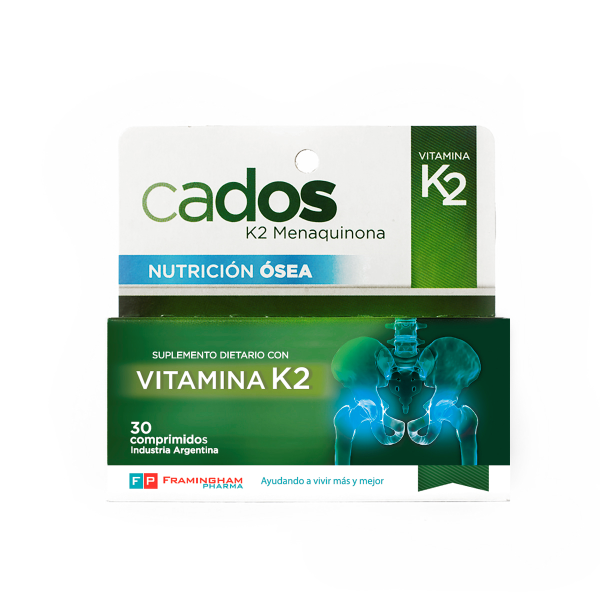 cados
K2 Menaquinona
VITAMINA
K2
NUTRICIÓN ÓSEA
SUPLEMENTO DIETARIO CON
VITAMINA K2
30
comprimidos
Industria Argentina
FP FRAMINGHAM
PHARMA
Ayudando a vivir más y mejor